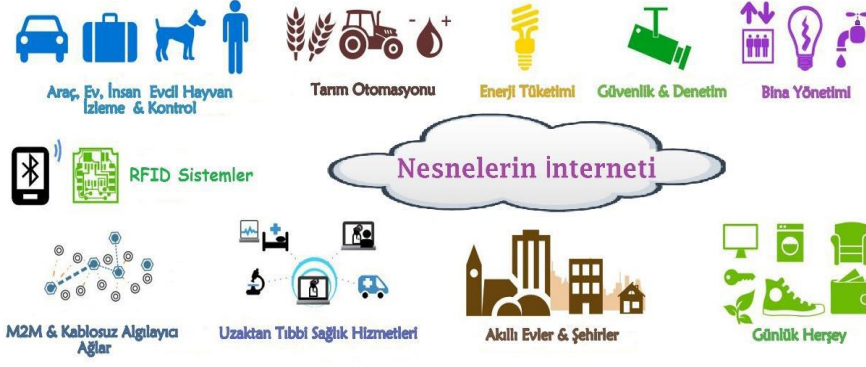 Araç, Ev, İnsan Evcil Hayvan
İzleme & Kontrol
Tarım Otomasyonu
Enerji Tüketimi
Güvenlik & Denetim
Bina Yönetimi
RFID Sistemler
Nesnelerin İnterneti
M2M & Kablosuz Algılayıcı
Ağlar
Uzaktan Tıbbi Sağlık Hizmetleri
Akıllı Evler & Şehirler
Günlük Herşey